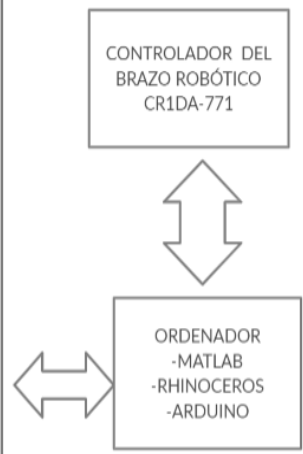 CONTROLADOR DEL
BRAZO ROBÓTICO
CR1DA-771
ORDENADOR
-MATLAB
-RHINOCEROS
-ARDUINO